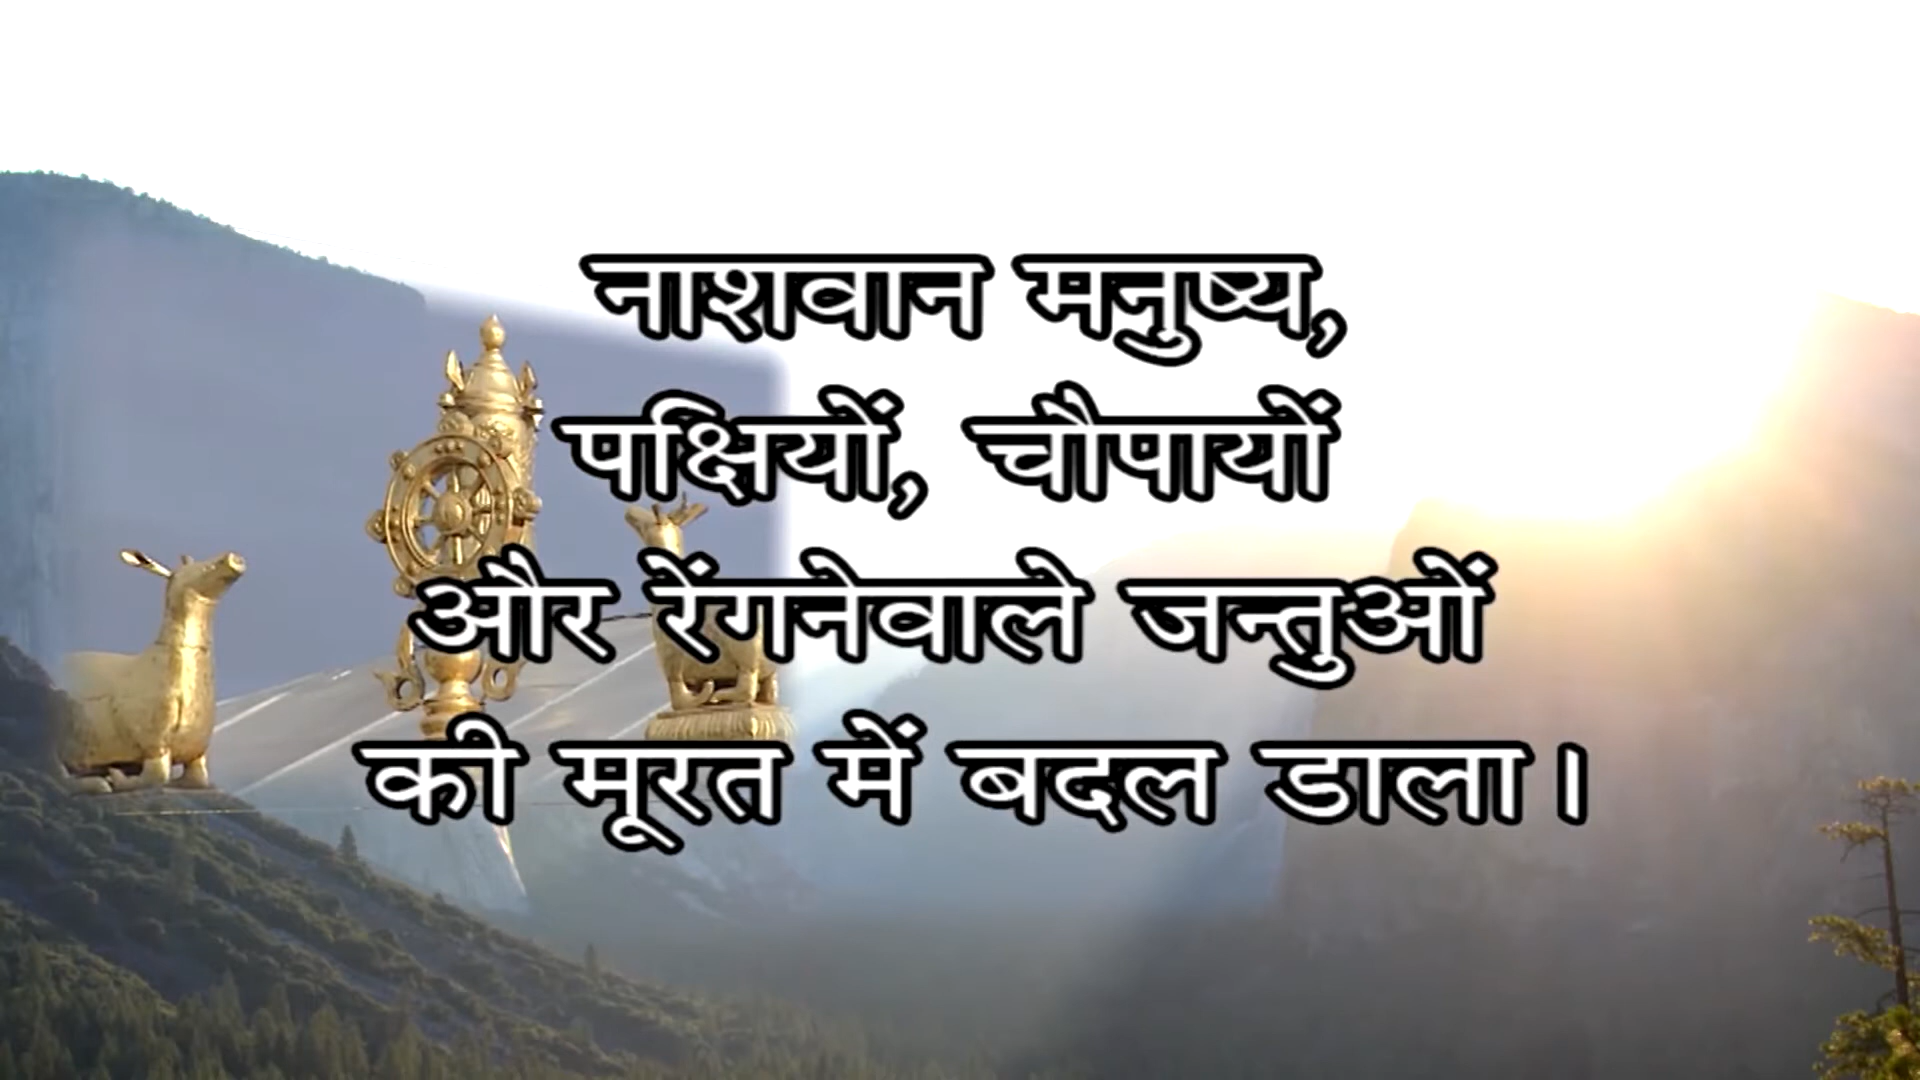 नाशवान मनुष्य,
पक्षियों, चौपायों
और रेंगनेवाले जन्तुओं
की मूरत में बदल डाला।